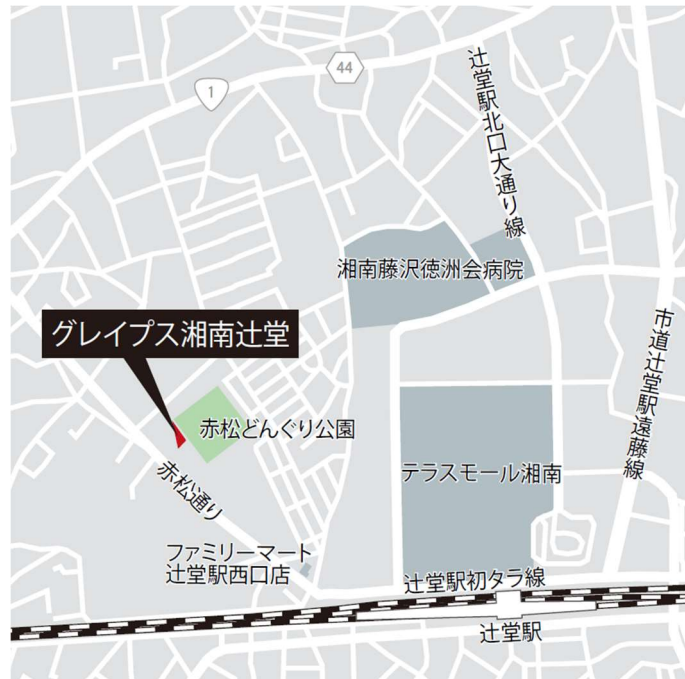 1
44
辻堂駅北口大通り線
湘南藤沢徳洲会病院
グレイプス湘南辻堂
市道辻堂駅遠藤線
赤松どんぐり公園
テラスモール湘南
赤松通り
ファミリーマート
辻堂駅西口店
辻堂駅初タラ線
辻堂駅